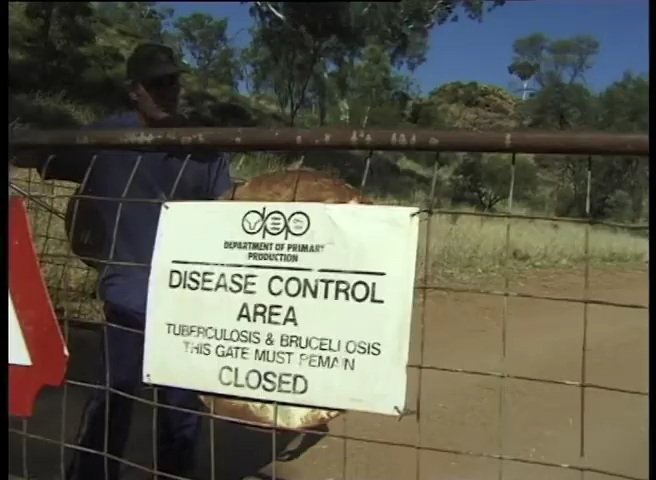 dpp
DEPARTMENT OF PRIMARY
PRODUCTION
DISEASE CONTROL
AREA
TUBERCULOSIS & BRUCELLOSIS
THIS GATE MUST REMAIN
CLOSED